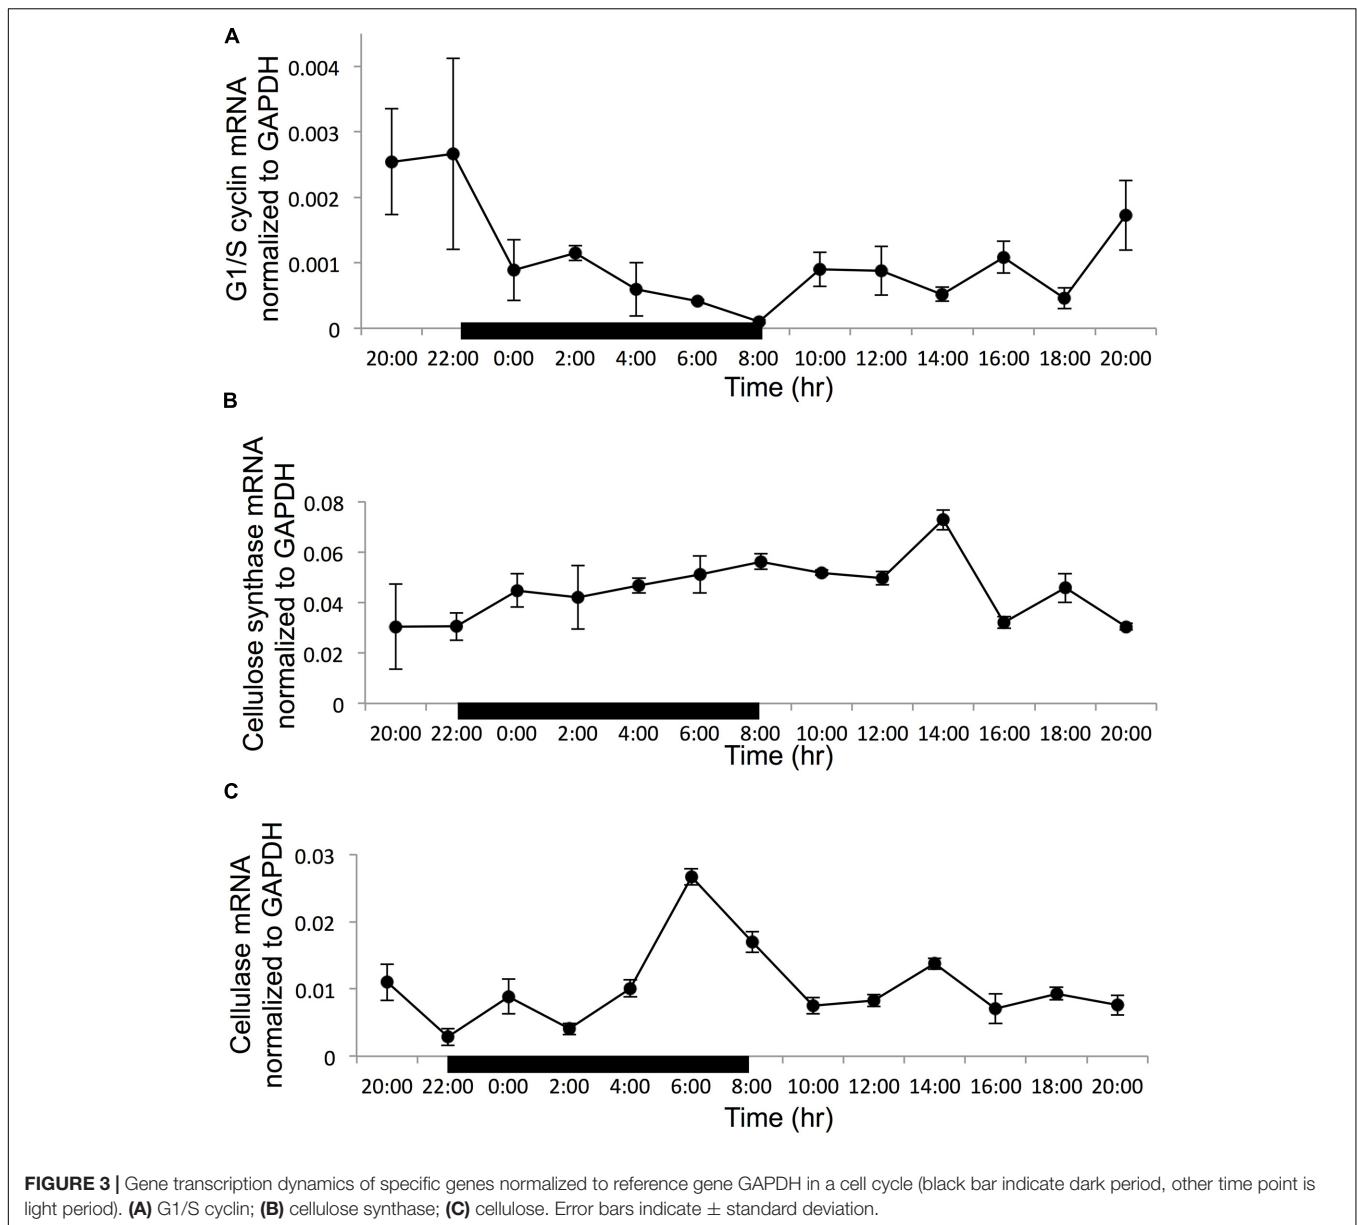 A
G1/S cyclin mRNA
normalized to GAPDH
0.004
0.003
0.002
0.001
0
20:00 22:00 0:00 2:00 4:00 6:00 8:00 10:00 12:00 14:00 16:00 18:00 20:00
Time (hr)
B
Cellulose synthase mRNA
normalized to GAPDH
0.08
0.06
0.04
0.02
0
20:00 22:00 0:00 2:00 4:00 6:00 8:00 10:00 12:00 14:00 16:00 18:00 20:00
Time (hr)
C
Cellulase mRNA
normalized to GAPDH
0.03
0.02
0.01
0
20:00 22:00 0:00 2:00 4:00 6:00 8:00 10:00 12:00 14:00 16:00 18:00 20:00
Time (hr)
FIGURE 3 | Gene transcription dynamics of specific genes normalized to reference gene GAPDH in a cell cycle (black bar indicate dark period, other time point is
light period). (A) G1/S cyclin; (B) cellulose synthase; (C) cellulose. Error bars indicate ± standard deviation.